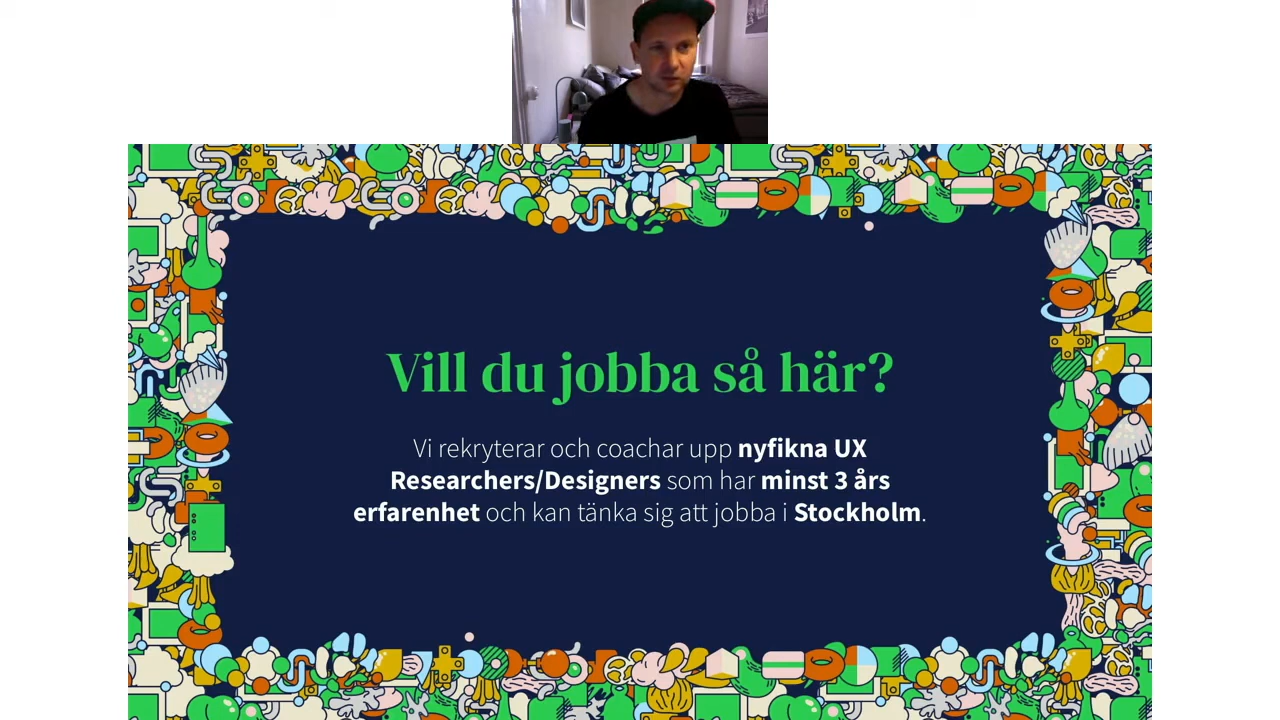 Vill du jobba så här?
Vi rekryterar och coachar upp nyfikna UX
Researchers/Designers som har minst 3 års
erfarenhet och kan tänka sig att jobba i Stockholm.